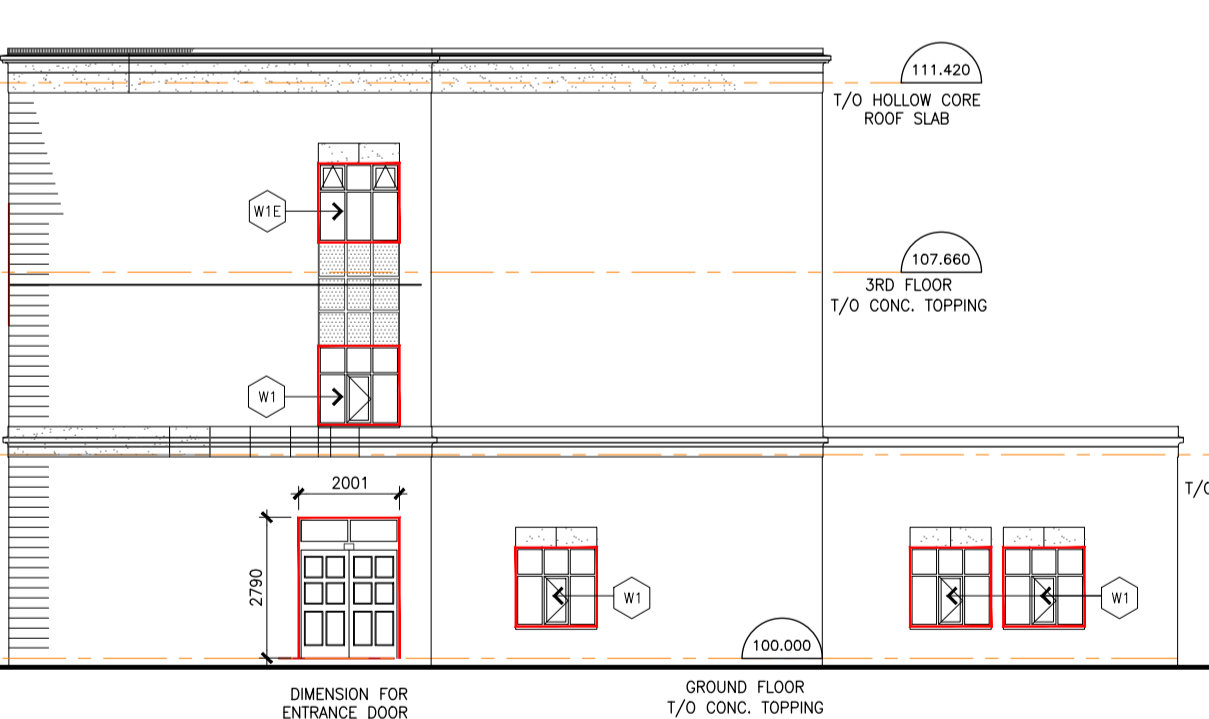 111.420
T/O HOLLOW CORE
ROOF SLAB
W1E
107.660
3RD FLOOR
T/O CONC. TOPPING
W1
2001
T/O
2790
W1
W1
100.000
DIMENSION FOR
ENTRANCE DOOR
GROUND FLOOR
T/O CONC. TOPPING